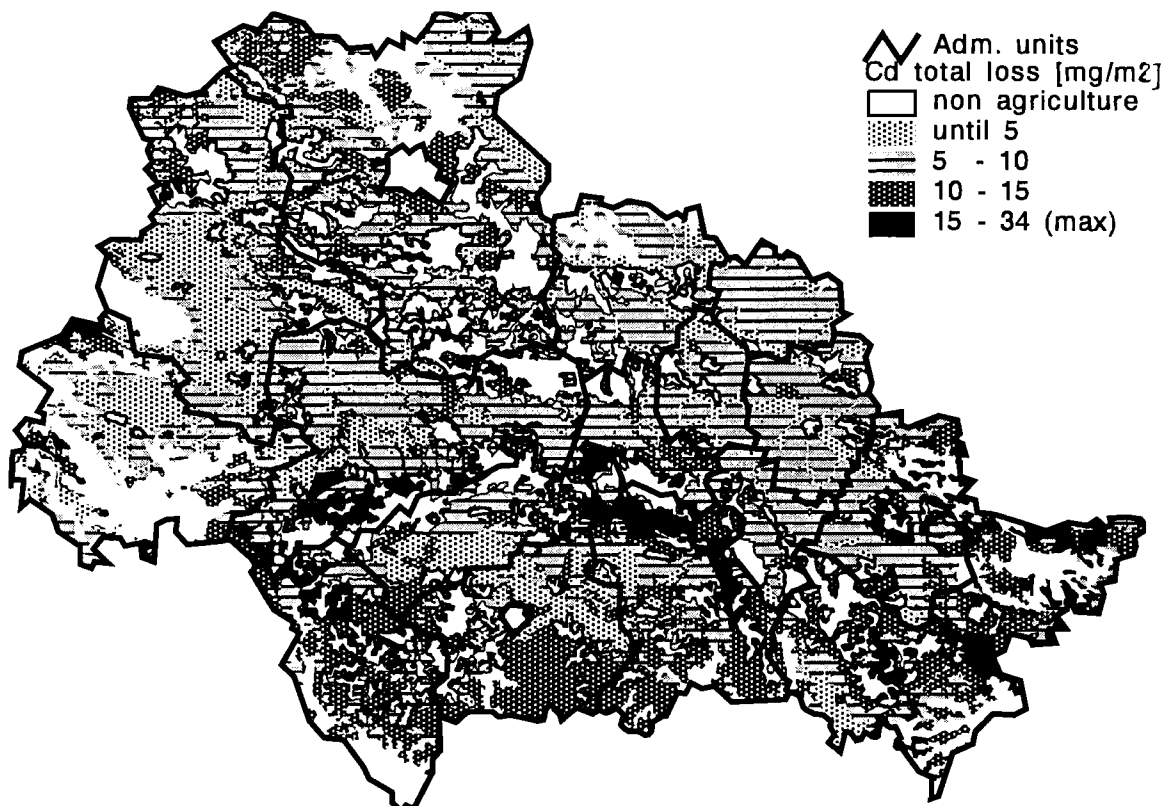 Adm. units
Cd total loss [mg/m2]
non agriculture
until 5
5 - 10
10 - 15
15 - 34 (max)